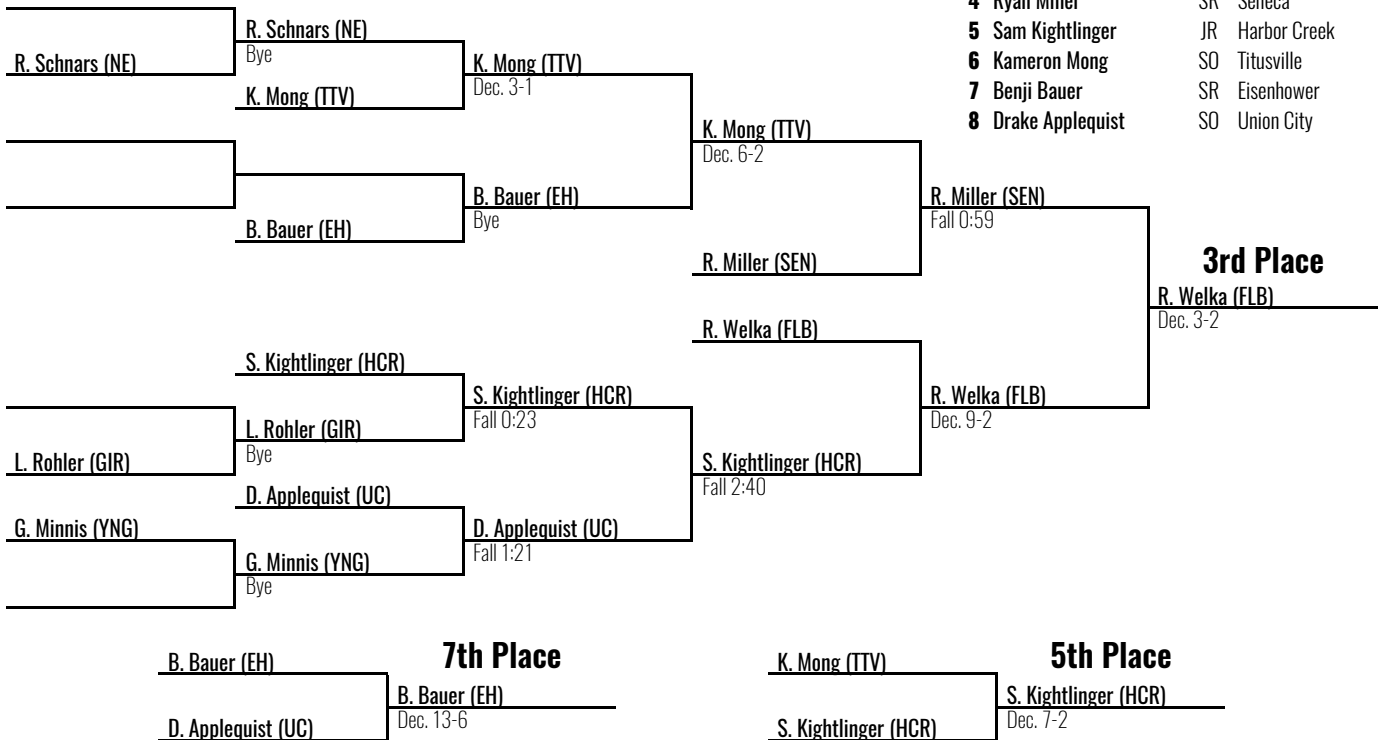 4 Ryan Miller SR Seneca
R. Schnars (NE)
Bye
5 Sam Kightlinger JR Harbor Creek
R. Schnars (NE)
K. Mong (TTV)
Dec. 3-1
6 Kameron Mong SO Titusville
K. Mong (TTV)
7 Benji Bauer SR Eisenhower
8 Drake Applequist SO Union City
K. Mong (TTV)
Dec. 6-2
B. Bauer (EH)
Bye
R. Miller (SEN)
Fall 0:59
B. Bauer (EH)
R. Miller (SEN)
3rd Place
R. Welka (FLB)
Dec. 3-2
R. Welka (FLB)
S. Kightlinger (HCR)
S. Kightlinger (HCR)
Fall 0:23
R. Welka (FLB)
Dec. 9-2
L. Rohler (GIR)
Bye
L. Rohler (GIR)
S. Kightlinger (HCR)
Fall 2:40
D. Applequist (UC)
G. Minnis (YNG)
D. Applequist (UC)
Fall 1:21
G. Minnis (YNG)
Bye
7th Place
B. Bauer (EH)
B. Bauer (EH)
Dec. 13-6
D. Applequist (UC)
5th Place
K. Mong (TTV)
S. Kightlinger (HCR)
Dec. 7-2
S. Kightlinger (HCR)